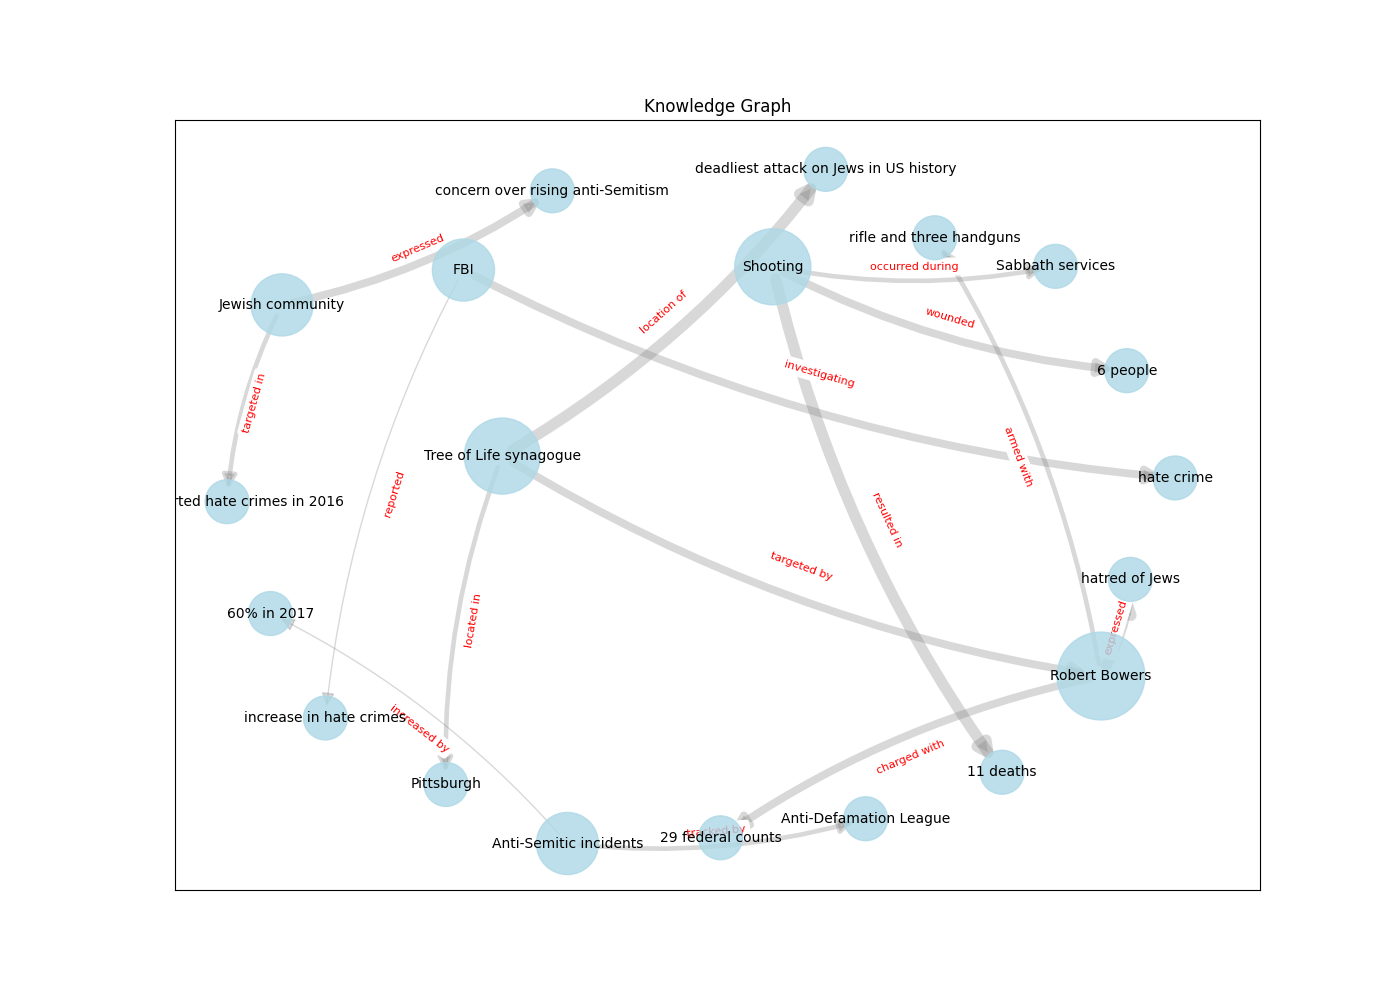 Knowledge Graph
deadliest attack on Jews in US history
concern over rising anti-Semitism
rifle and three handguns
expressed
FBI
Shooting
occurred during
Sabbath services
Jewish community
location of
wounded
6 people
investigating
targeted in
Tree of Life synagogue
armed with
hate crime
reported
rted hate crimes in 2016
resulted in
targeted by
hatred of Jews
60% in 2017
located in
expressed
Robert Bowers
increase in hate crimes
increased by
charged with
11 deaths
Pittsburgh
Anti-Defamation League
tracked by
29 federal counts
Anti-Semitic incidents